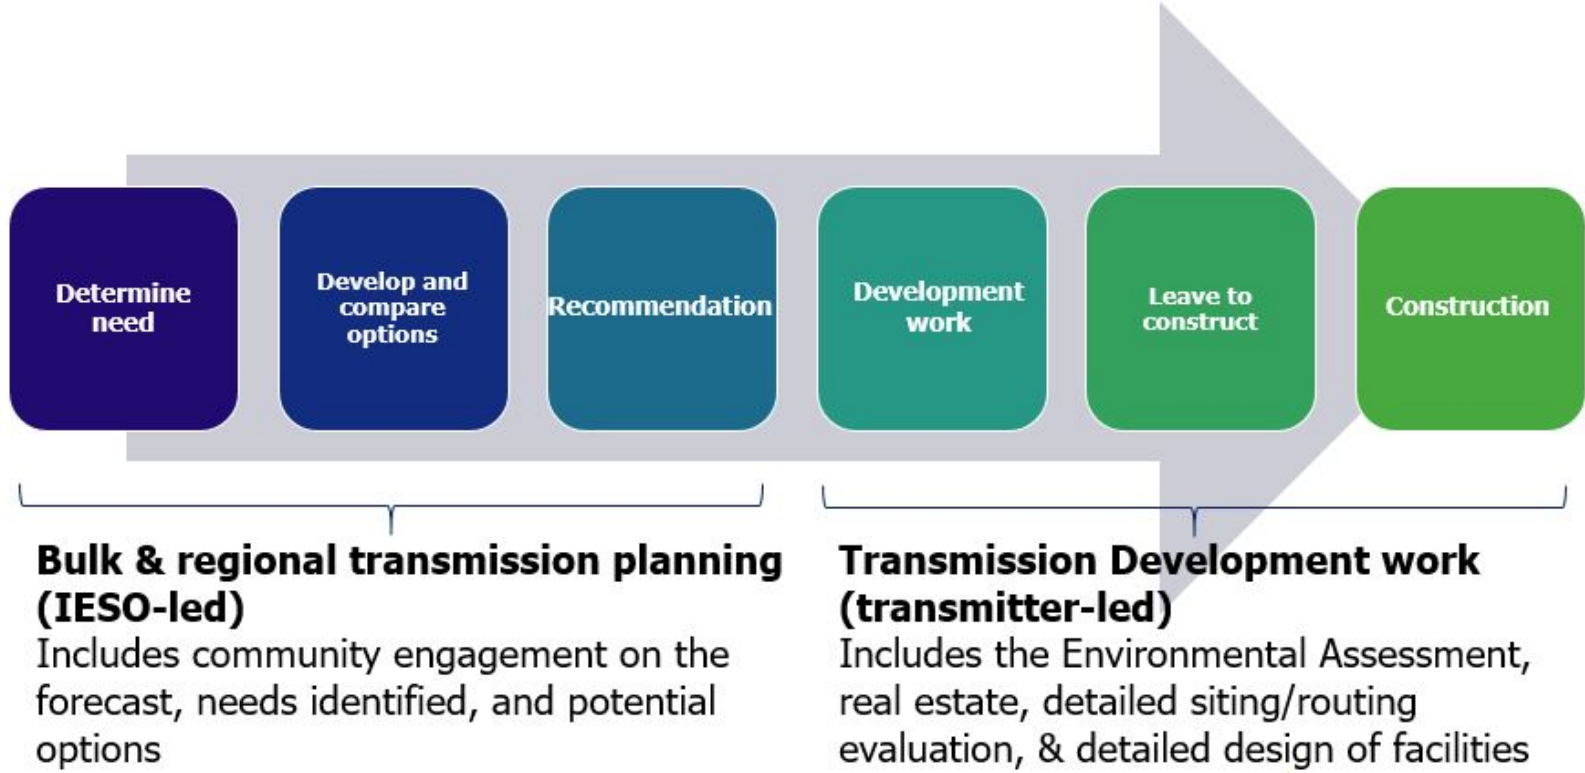 Determine
need
Develop and
compare
options
Recommendation
Development
work
Leave to
construct
Construction
Bulk & regional transmission planning
(IESO-led)
Includes community engagement on the
forecast, needs identified, and potential
options
Transmission Development work
(transmitter-led)
Includes the Environmental Assessment,
real estate, detailed siting/routing
evaluation, & detailed design of facilities